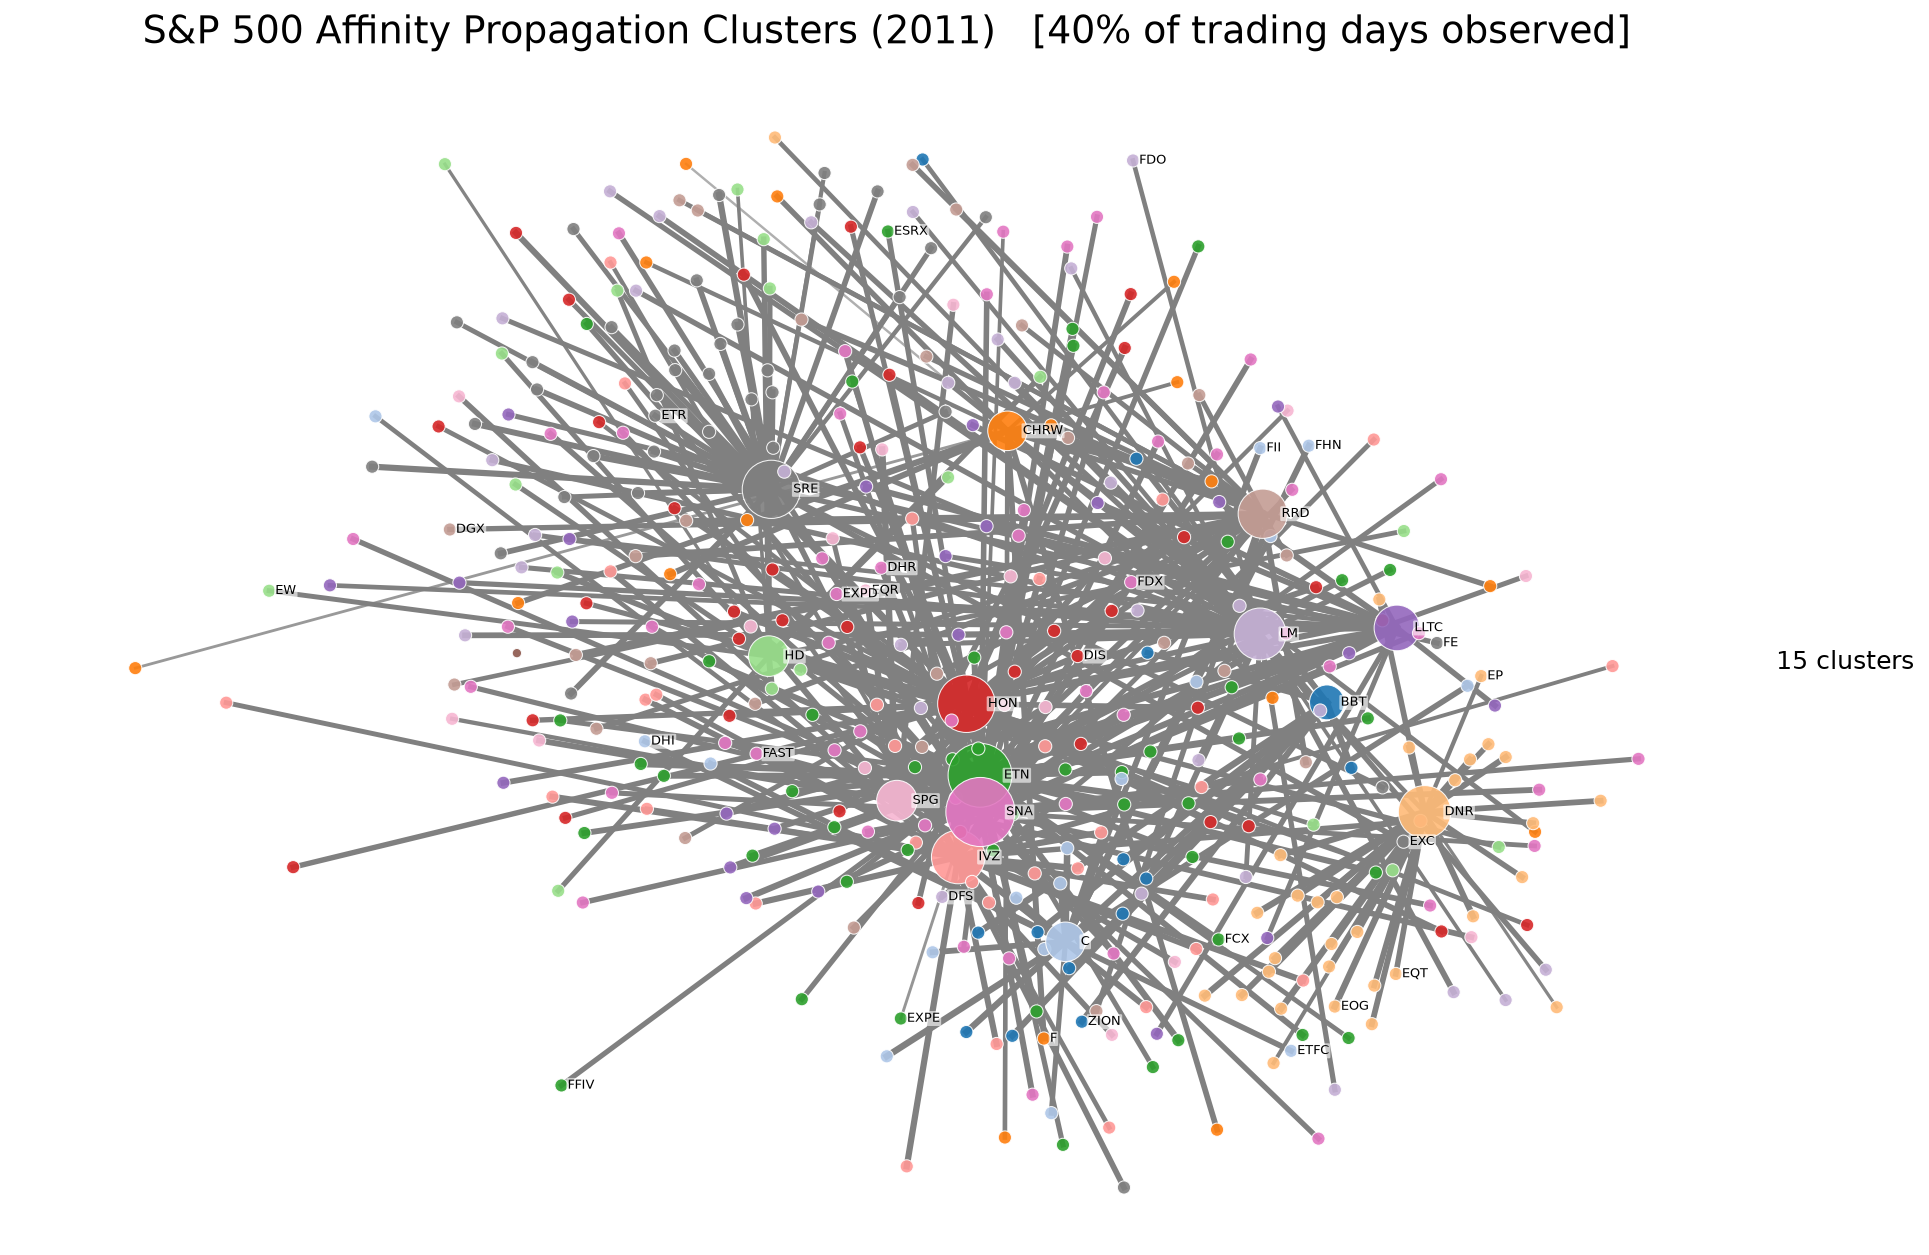 S&P 500 Affinity Propagation Clusters (2011)   [40% of trading days observed]
FDO
ESRX
ETR
CHRW
FII
FHN
SRE
RRD
DGX
DHR
FDX
EW
EXPD
EQR
LLTC
LM
FE
HD
DIS
15 clusters
EP
HON
BBT
DHI
FAST
ETN
SPG
SNA
DNR
EXC
IVZ
DFS
C
FCX
EQT
EOG
EXPE
ZION
F
ETFC
FFIV